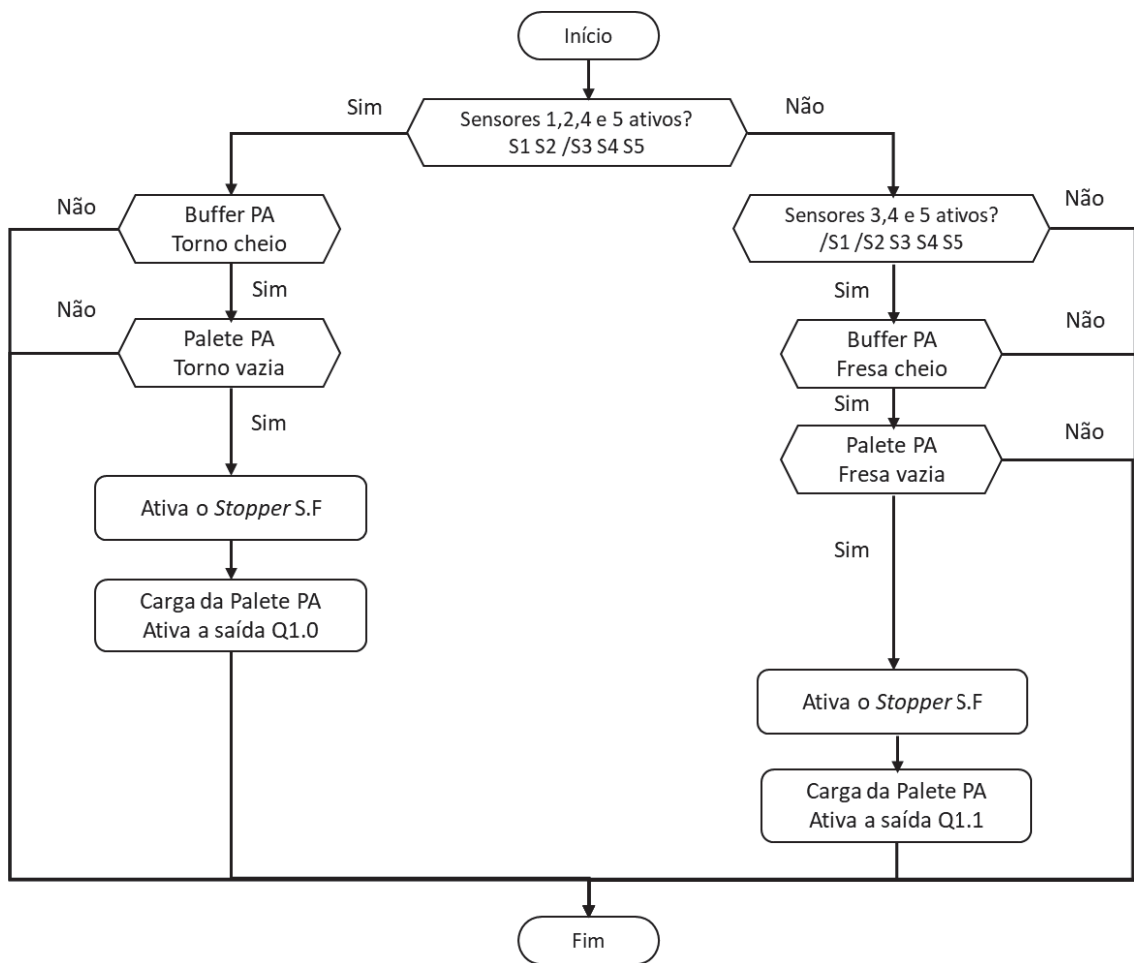 Início
Sim
Sensores 1,2,4 e 5 ativos?
S1 S2 /S3 S4 S5
Não
Não
Buffer PA
Torno cheio
Sim
Não
Palete PA
Torno vazia
Sim
Ativa o Stopper S.F
Carga da Palete PA
Ativa a saída Q1.0
Sensores 3,4 e 5 ativos?
/S1 /S2 S3 S4 S5
Não
Sim
Buffer PA
Fresa cheio
Não
Sim
Palete PA
Fresa vazia
Não
Sim
Ativa o Stopper S.F
Carga da Palete PA
Ativa a saída Q1.1
Fim